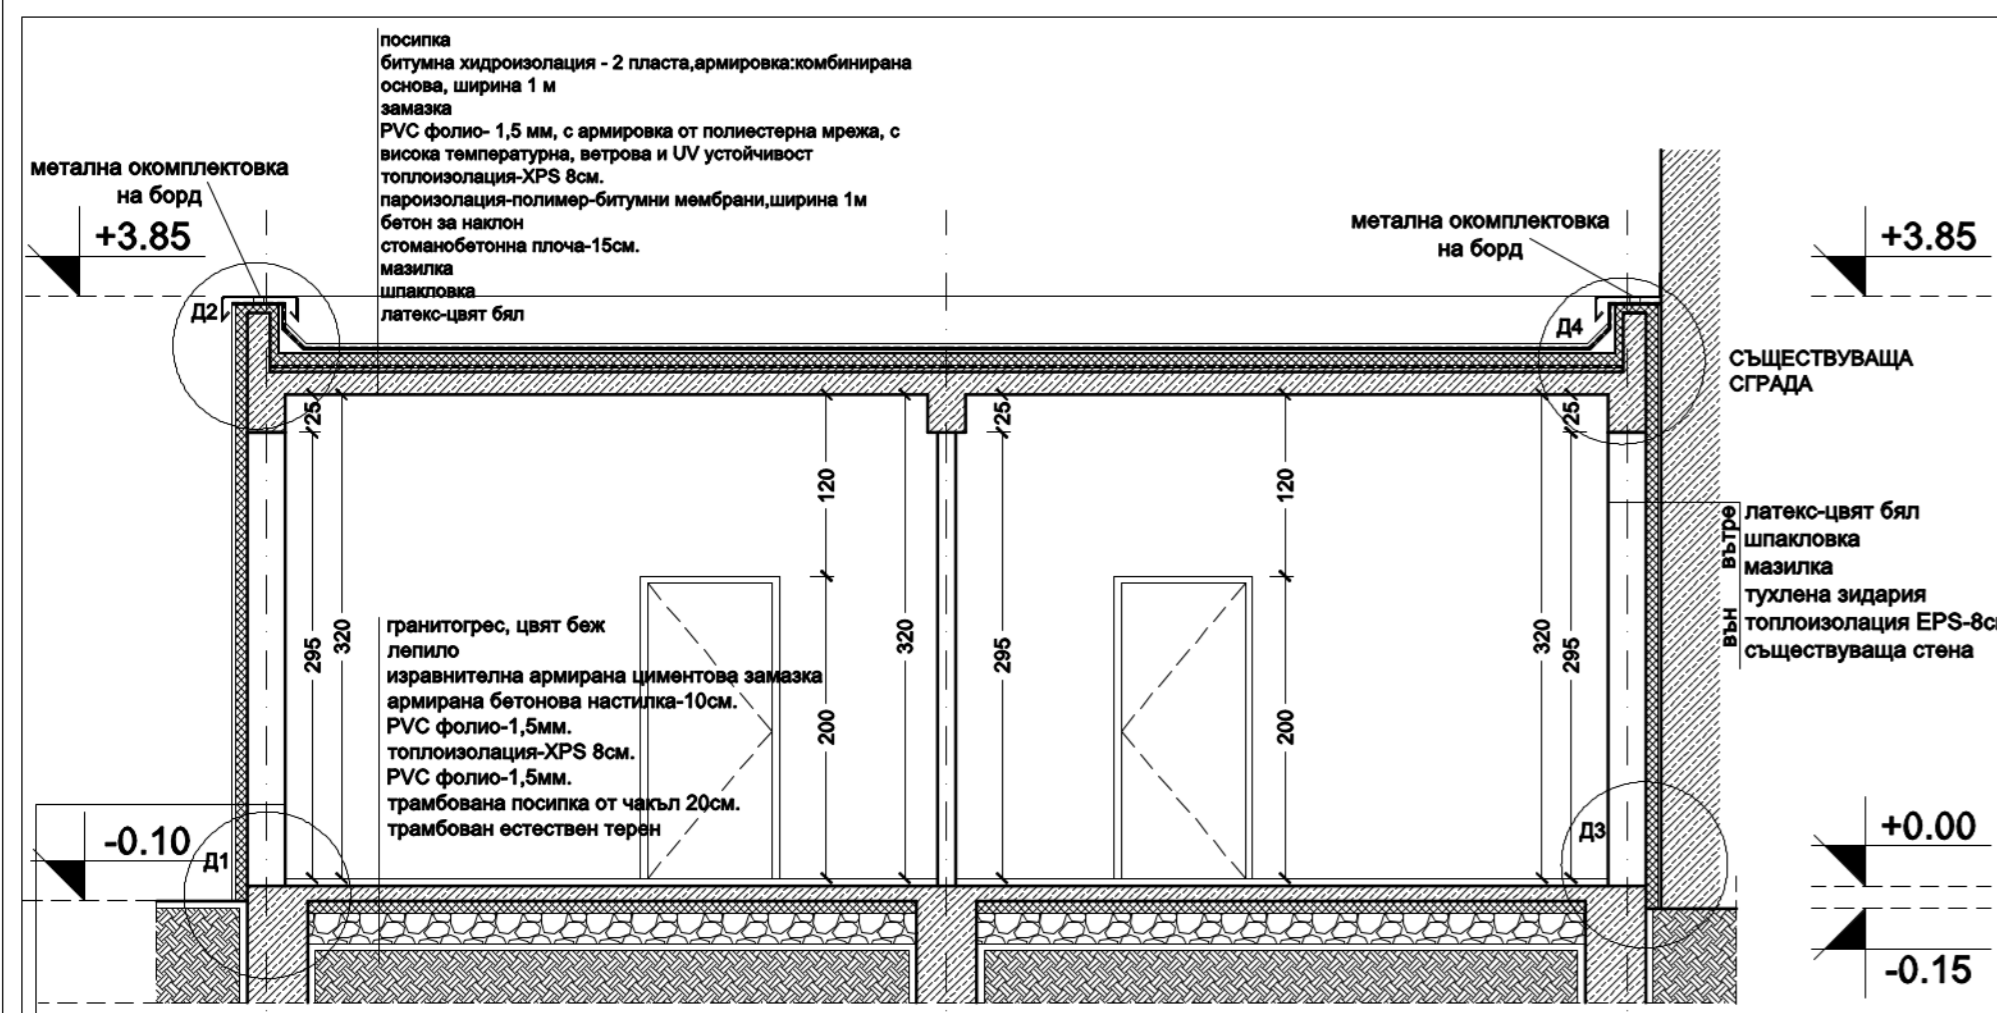 посипка
битумна хидроизолация - 2 пласта,армировка:комбинирана
основа, ширина 1 м
замазка
PVC фолио- 1,5 мм, с армировка от полиестерна мрежа, с
висока температурна, ветрова и UV устойчивост
топлоизолация-XPS 8см.
пароизолация-полимер-битумни мембрани,ширина 1м
бетон за наклон
стоманобетонна плоча-15см.
мазилка
шпакловка
латекс-цвят бял
метална окомплектовка
на борд
+3.85
Д2
метална окомплектовка
на борд
+3.85
Д4
СЪЩЕСТВУВАЩА
СГРАДА
25
295
320
120
200
320
25
295
120
200
320
25
295
вътре
вън
латекс-цвят бял
шпакловка
мазилка
тухлена зидария
топлоизолация EPS-8с
съществуваща стена
гранитогрес, цвят беж
лепило
изравнителна армирана циментова замазка
армирана бетонова настилка-10см.
PVC фолио-1,5мм.
топлоизолация-XPS 8см.
PVC фолио-1,5мм.
трамбована посипка от чакъл 20см.
трамбован естествен терен
-0.10
Д1
Д3
+0.00
-0.15